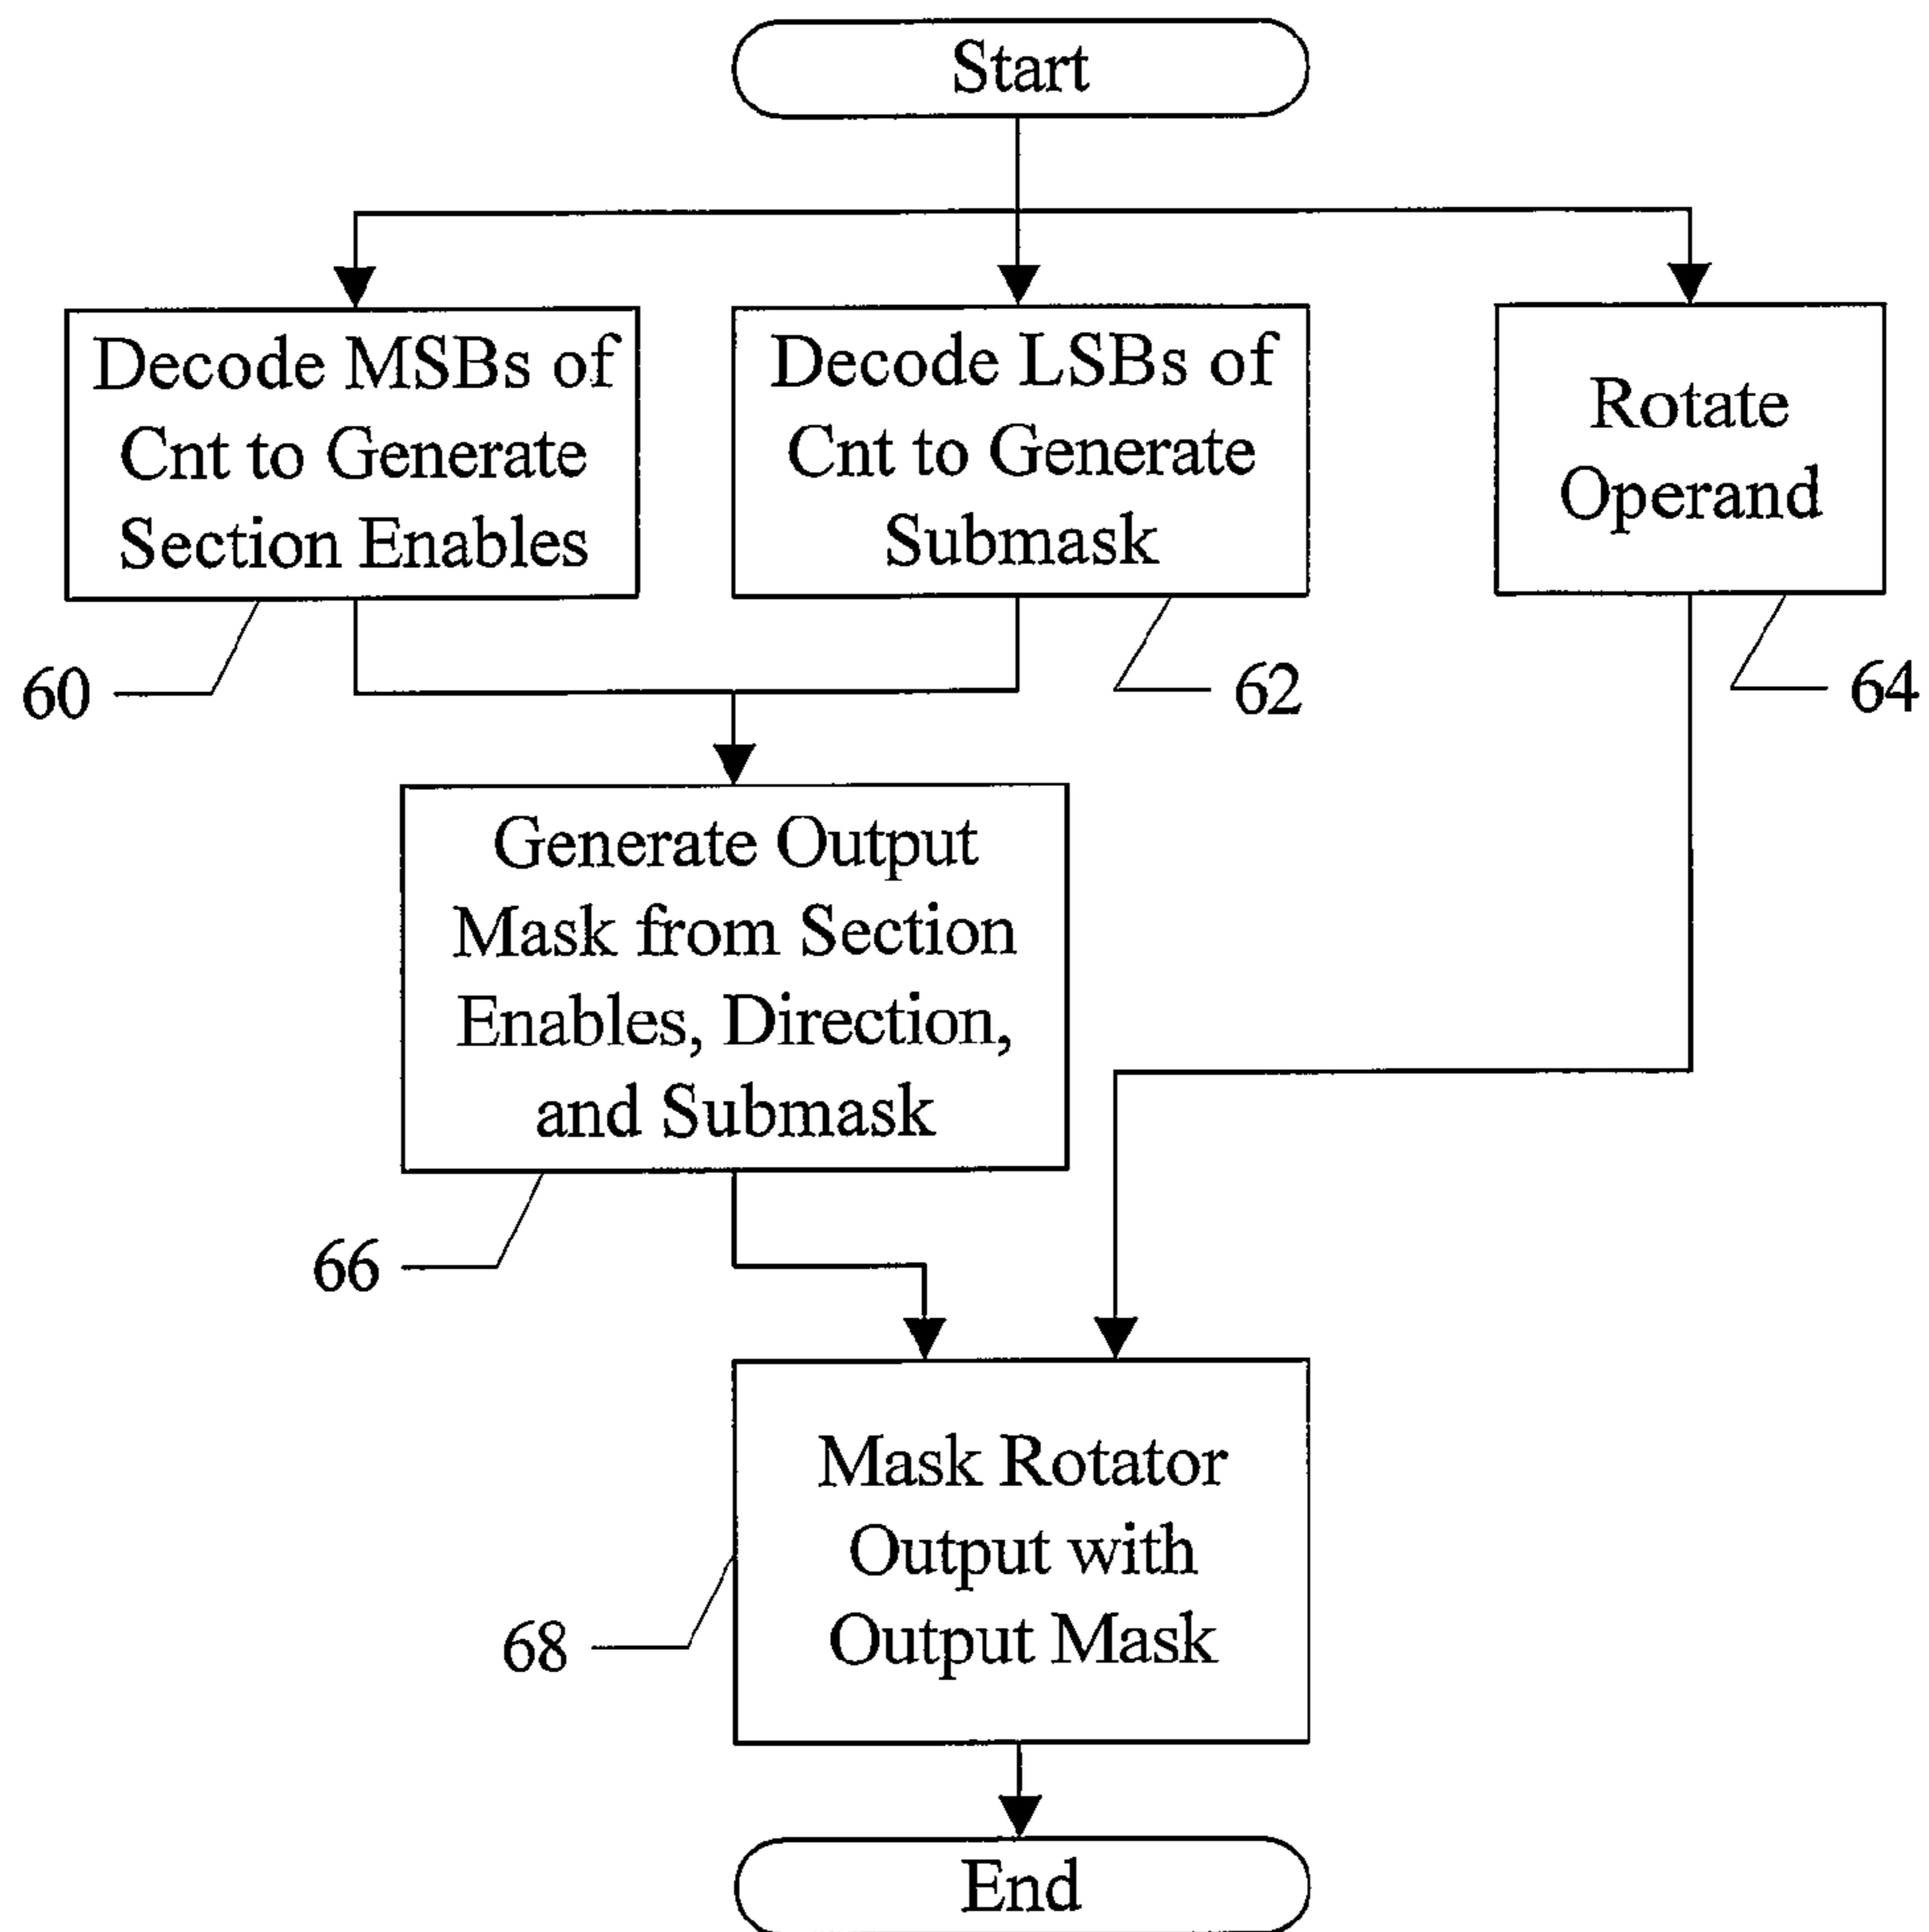 Start
Decode MSBs of
Cnt to Generate
Section Enables
Decode LSBs of
Cnt to Generate
Submask
Rotate
Operand
60
62
64
Generate Output
Mask from Section
Enables, Direction,
and Submask
66
Mask Rotator
Output with
Output Mask
68
End